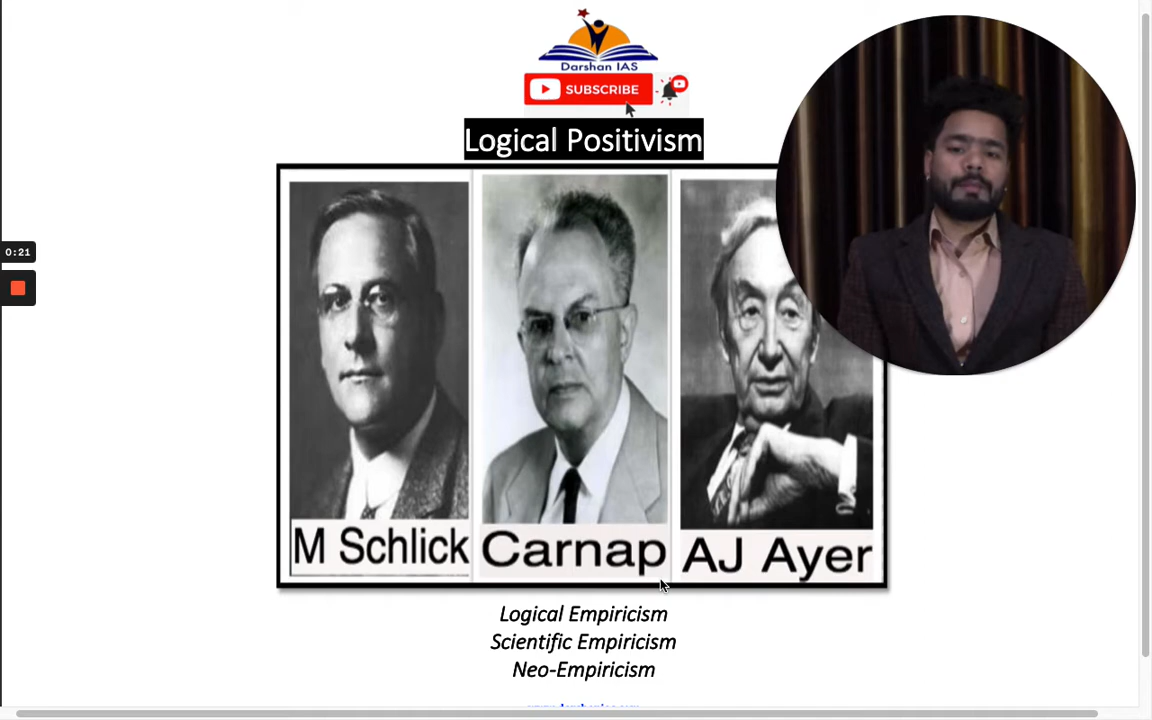 Darshan IAS
SUBSCRIBE
Logical Positivism
0:21
M Schlick
Carnap
AJ Ayer
Logical Empiricism
Scientific Empiricism
Neo-Empiricism